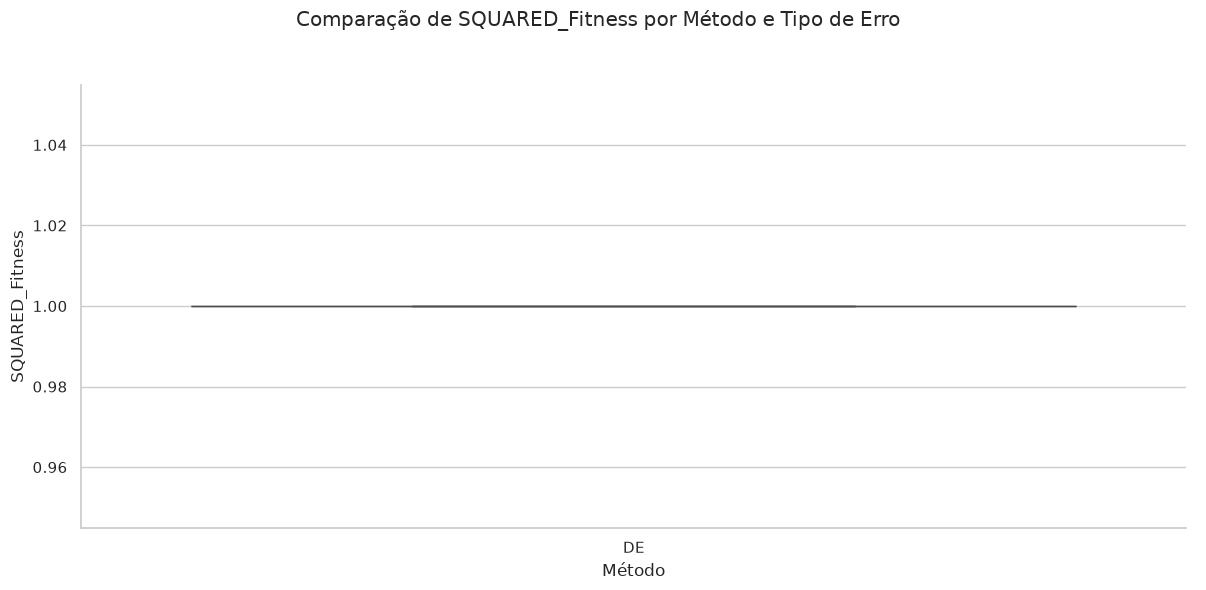 Comparação de SQUARED_Fitness por Método e Tipo de Erro
SQUARED_Fitness
1.04
1.02
1.00
0.98
0.96
DE
Método